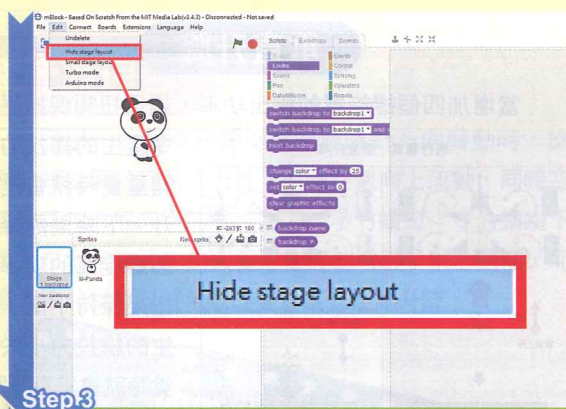 mBlock - Based On Scratch From the MIT Media Lab(v3.4.3) - Disconnected - Not saved
File Edit Connect Boards Extensions Language Help
Undelete
Hide stage layout
Small stage layout
Turbo mode
Arduino mode
Scripts Backdrops Sounds
Events
Looks Control
Sound Sensing
Pen Operators
Data&Blocks Robots
switch backdrop to backdrop1
switch backdrop to backdrop1 and
next backdrop
change color effect by 25
set color effect by 0
clear graphic effects
backdrop name
backdrop #
Sprites New sprite:
Stage
1 backdrop
M-Panda
New backdrop
Hide stage layout
Step.3